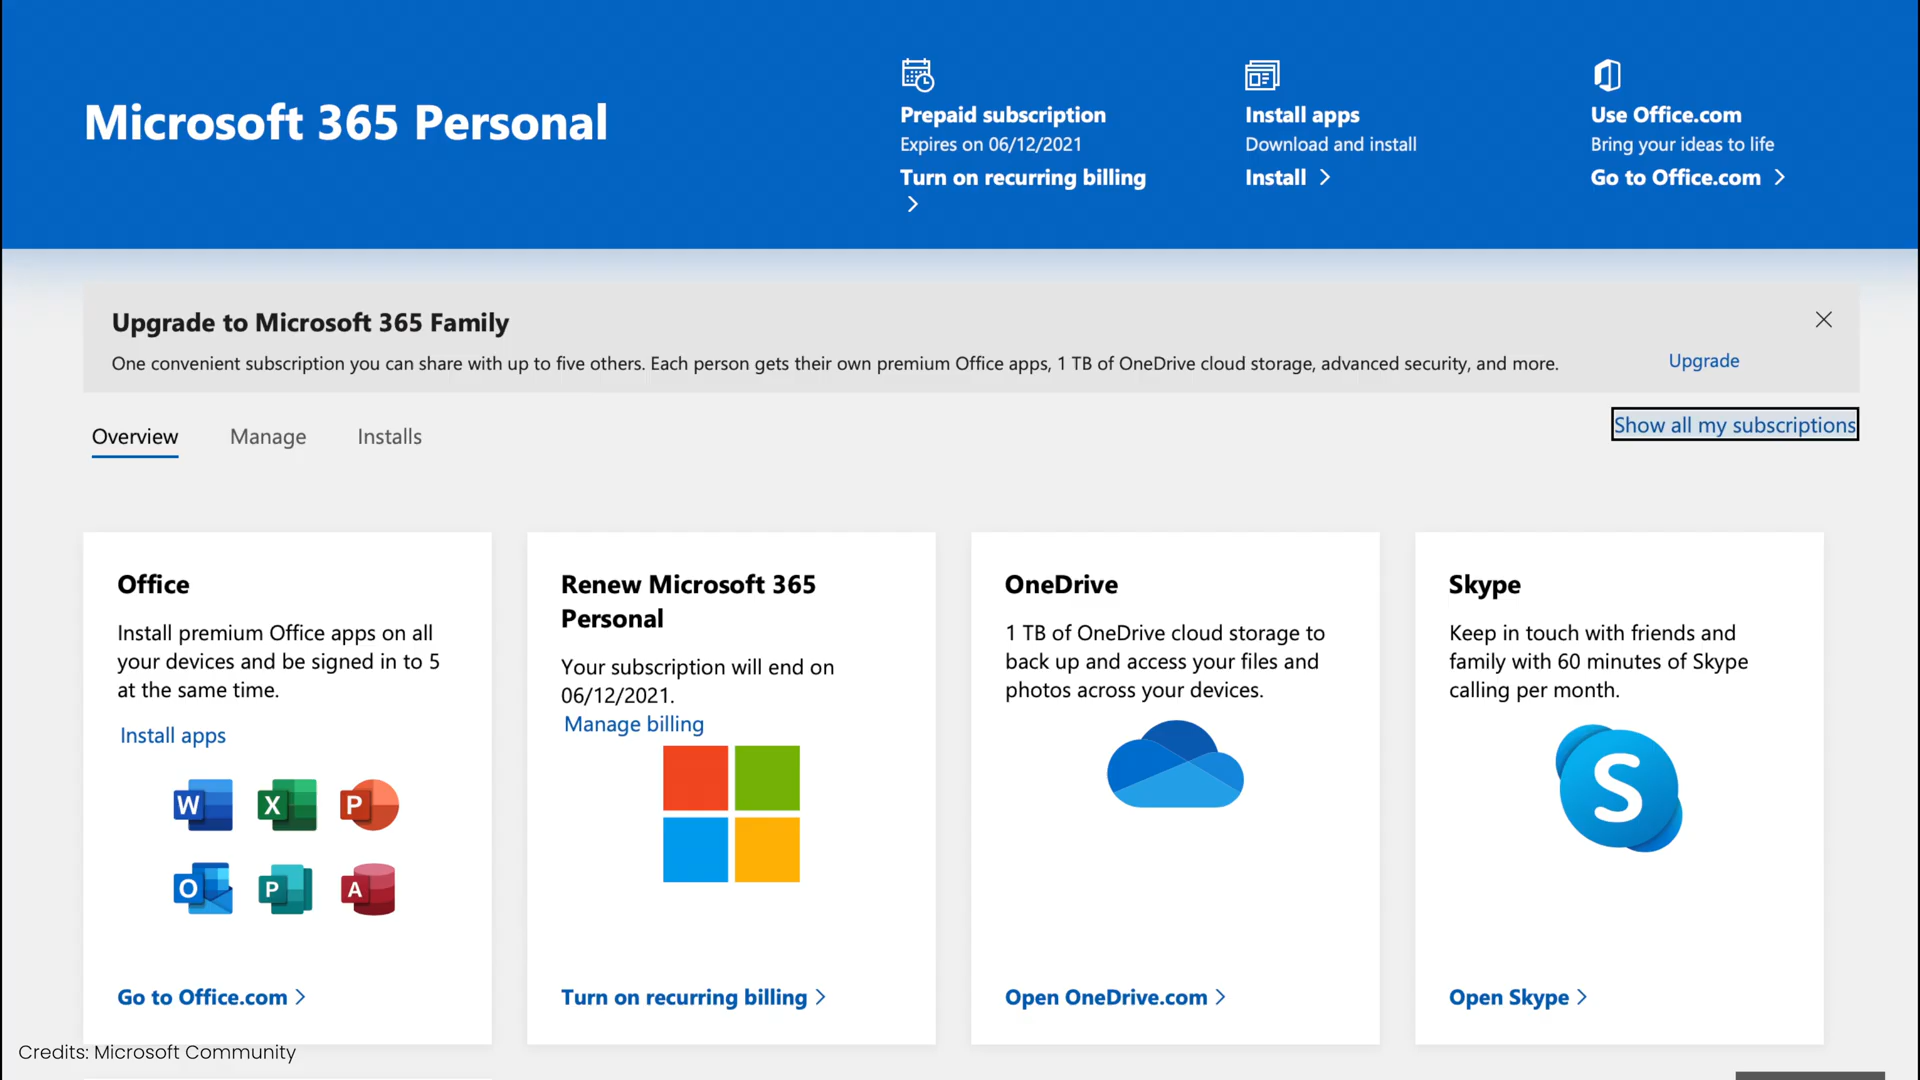 Microsoft 365 Personal
Prepaid subscription
Expires on 06/12/2021
Turn on recurring billing
Install apps
Download and install
Install
Use Office.com
Bring your ideas to life
Go to Office.com
Upgrade to Microsoft 365 Family
One convenient subscription you can share with up to five others. Each person gets their own premium Office apps, 1 TB of OneDrive cloud storage, advanced security, and more.
Upgrade
Overview
Manage
Installs
Show all my subscriptions
Office
Install premium Office apps on all
your devices and be signed in to 5
at the same time.
Install apps
W
X
P
O
P
A
Go to Office.com
Renew Microsoft 365
Personal
Your subscription will end on
06/12/2021.
Manage billing
Turn on recurring billing
OneDrive
1 TB of OneDrive cloud storage to
back up and access your files and
photos across your devices.
Open OneDrive.com
Skype
Keep in touch with friends and
family with 60 minutes of Skype
calling per month.
S
Open Skype
Credits: Microsoft Community